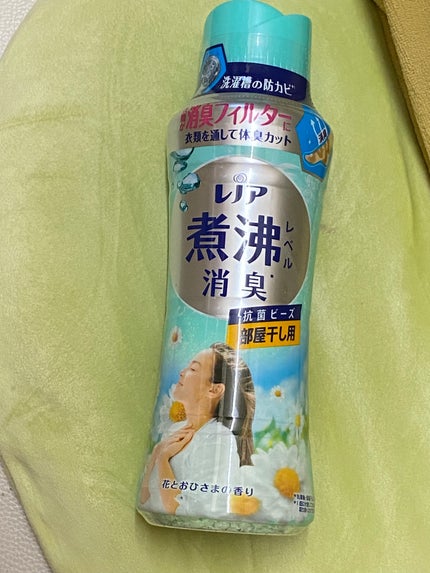 洗濯槽の防カビ
消臭フィルターに
衣類を通して体臭カット
レノア
煮沸
レベル
消臭*
抗菌ビーズ
部屋干し用
花とおひさまの香り